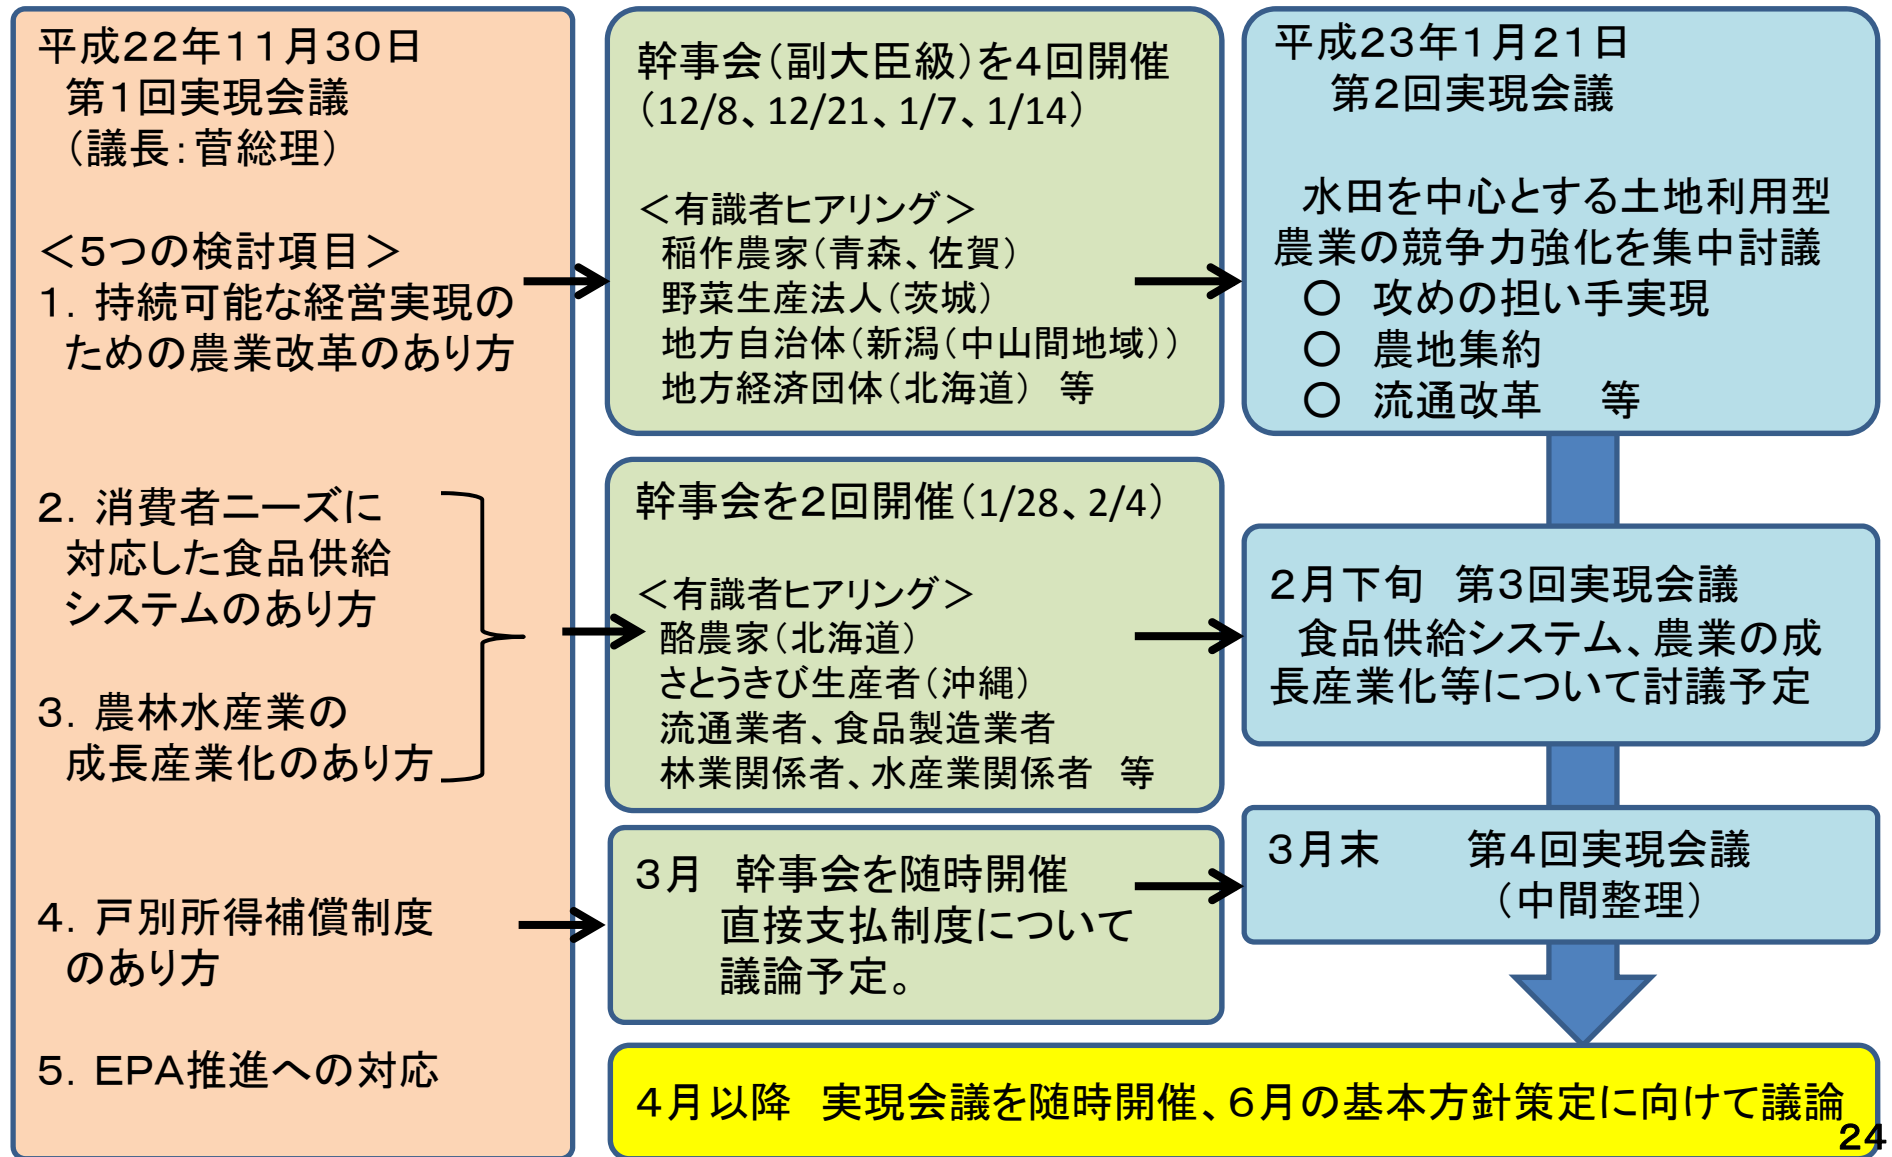 平成22年11月30日
第1回実現会議
(議長：菅総理)
＜5つの検討項目＞
1．持続可能な経営実現の
ための農業改革のあり方
2．消費者ニーズに
対応した食品供給
システムのあり方
3．農林水産業の
成長産業化のあり方
4．戸別所得補償制度
のあり方
5．EPA推進への対応
幹事会(副大臣級)を4回開催
(12/8、12/21、1/7、1/14)
＜有識者ヒアリング＞
稲作農家(青森、佐賀)
野菜生産法人(茨城)
地方自治体(新潟(中山間地域))
地方経済団体(北海道)　等
平成23年1月21日
第2回実現会議
水田を中心とする土地利用型
農業の競争力強化を集中討議
○　攻めの担い手実現
○　農地集約
○　流通改革　　等
幹事会を2回開催(1/28、2/4)
＜有識者ヒアリング＞
酪農家(北海道)
さとうきび生産者(沖縄)
流通業者、食品製造業者
林業関係者、水産業関係者　等
2月下旬　第3回実現会議
食品供給システム、農業の成
長産業化等について討議予定
3月　幹事会を随時開催
直接支払制度について
議論予定。
3月末　　第4回実現会議
(中間整理)
4月以降　実現会議を随時開催、6月の基本方針策定に向けて議論
24